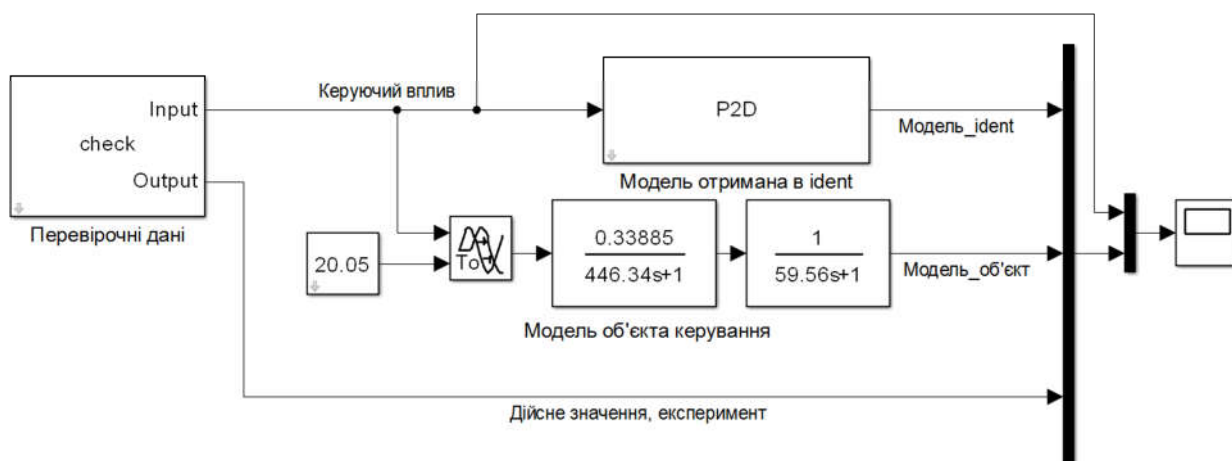 Керуючий вплив
Input
check
Output
Перевірочні дані
P2D
Модель_ident
Модель отримана в ident
20.05
To
0.33885
446.34s+1
1
59.56s+1
Модель_об'єкт
Модель об'єкта керування
Дійсне значення, експеримент